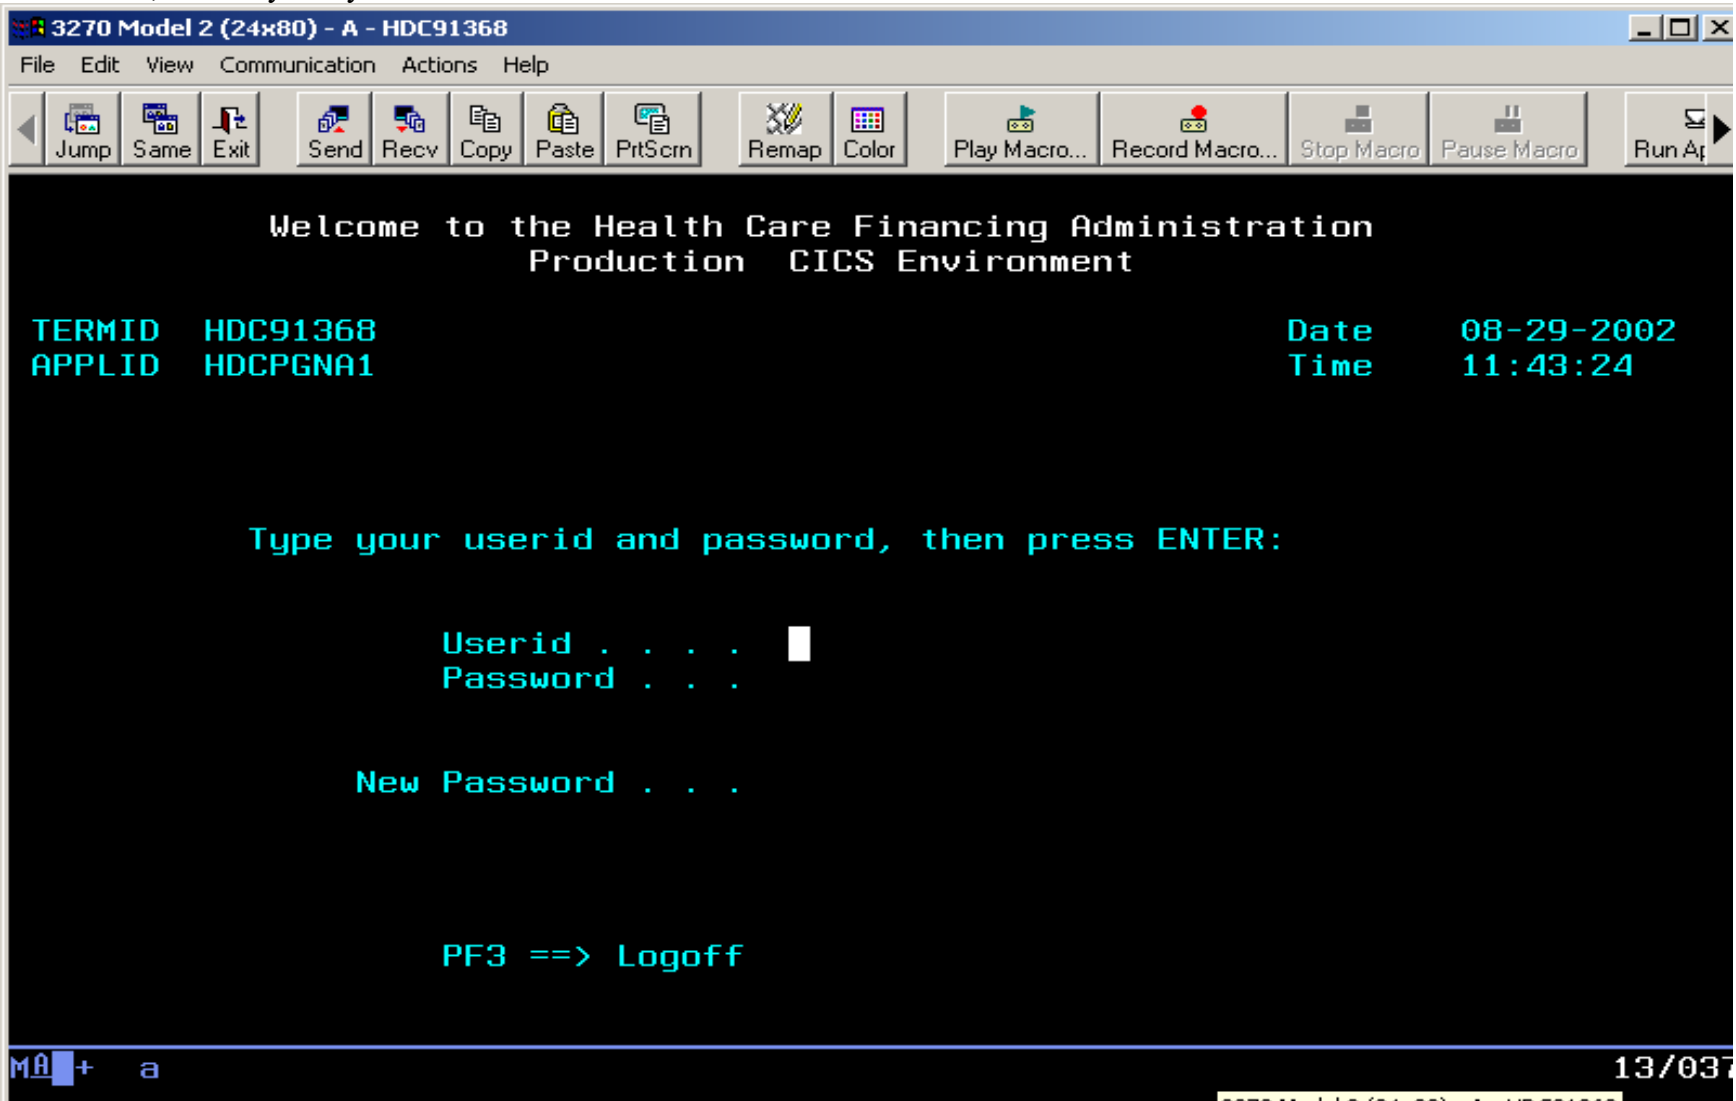 3270 Model 2 (24x80) - A - HDC91368
File Edit View Communication Actions Help
Jump Same Exit Send Recv Copy Paste PrtScrn Remap Color Play Macro... Record Macro... Stop Macro Pause Macro Run
Welcome to the Health Care Financing Administration
Production CICS Environment
TERMID HDC91368 Date 08-29-2002
APPLID HDCPGNA1 Time 11:43:24
Type your userid and password, then press ENTER:
Userid . . . .
Password . . .
New Password . . .
PF3 ==> Logoff
MA + a 13/037